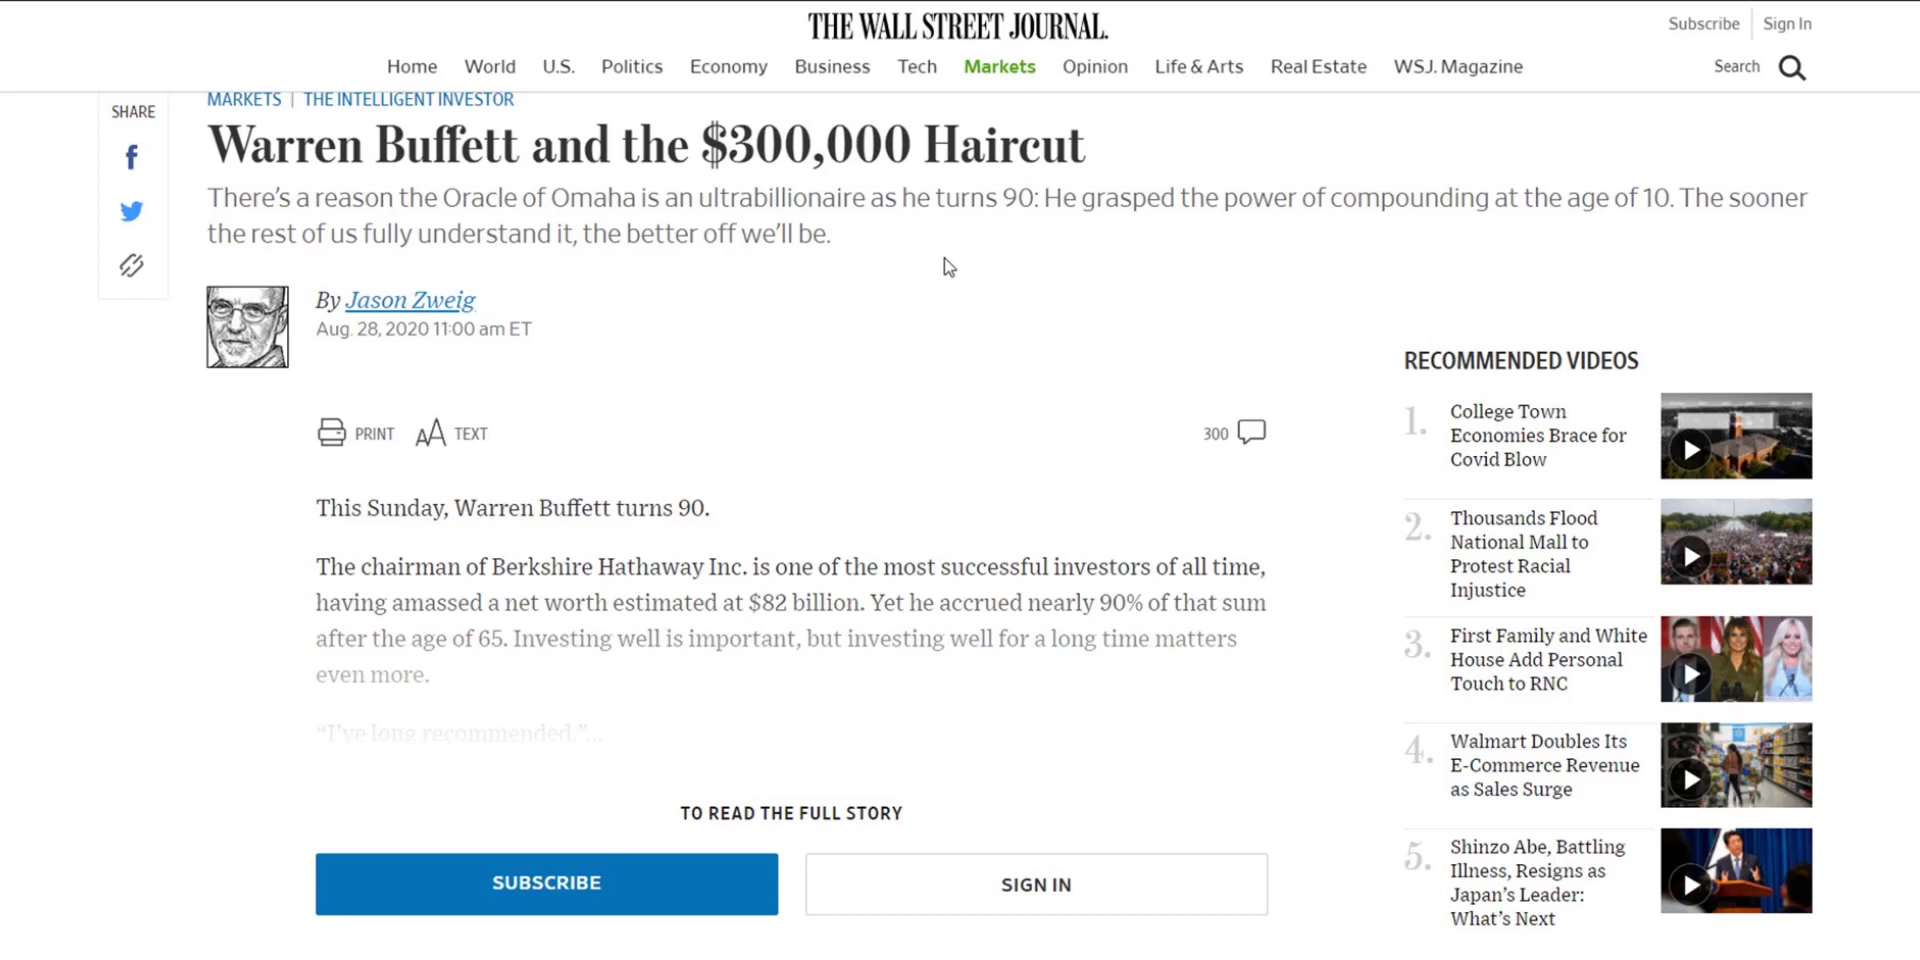 THE WALL STREET JOURNAL.
Subscribe Sign In
Home World U.S. Politics Economy Business Tech Markets Opinion Life & Arts Real Estate WSJ. Magazine Search
SHARE
MARKETS | THE INTELLIGENT INVESTOR
Warren Buffett and the $300,000 Haircut
There's a reason the Oracle of Omaha is an ultrabillionaire as he turns 90: He grasped the power of compounding at the age of 10. The sooner
the rest of us fully understand it, the better off we'll be.
By Jason Zweig
Aug. 28, 2020 11:00 am ET
PRINT AA TEXT
300
This Sunday, Warren Buffett turns 90.
The chairman of Berkshire Hathaway Inc. is one of the most successful investors of all time,
having amassed a net worth estimated at $82 billion. Yet he accrued nearly 90% of that sum
after the age of 65. Investing well is important, but investing well for a long time matters
even more.
“I've long recommended,”...
TO READ THE FULL STORY
SUBSCRIBE
SIGN IN
RECOMMENDED VIDEOS
1. College Town
Economies Brace for
Covid Blow
2. Thousands Flood
National Mall to
Protest Racial
Injustice
3. First Family and White
House Add Personal
Touch to RNC
4. Walmart Doubles Its
E-Commerce Revenue
as Sales Surge
5. Shinzo Abe, Battling
Illness, Resigns as
Japan's Leader:
What's Next